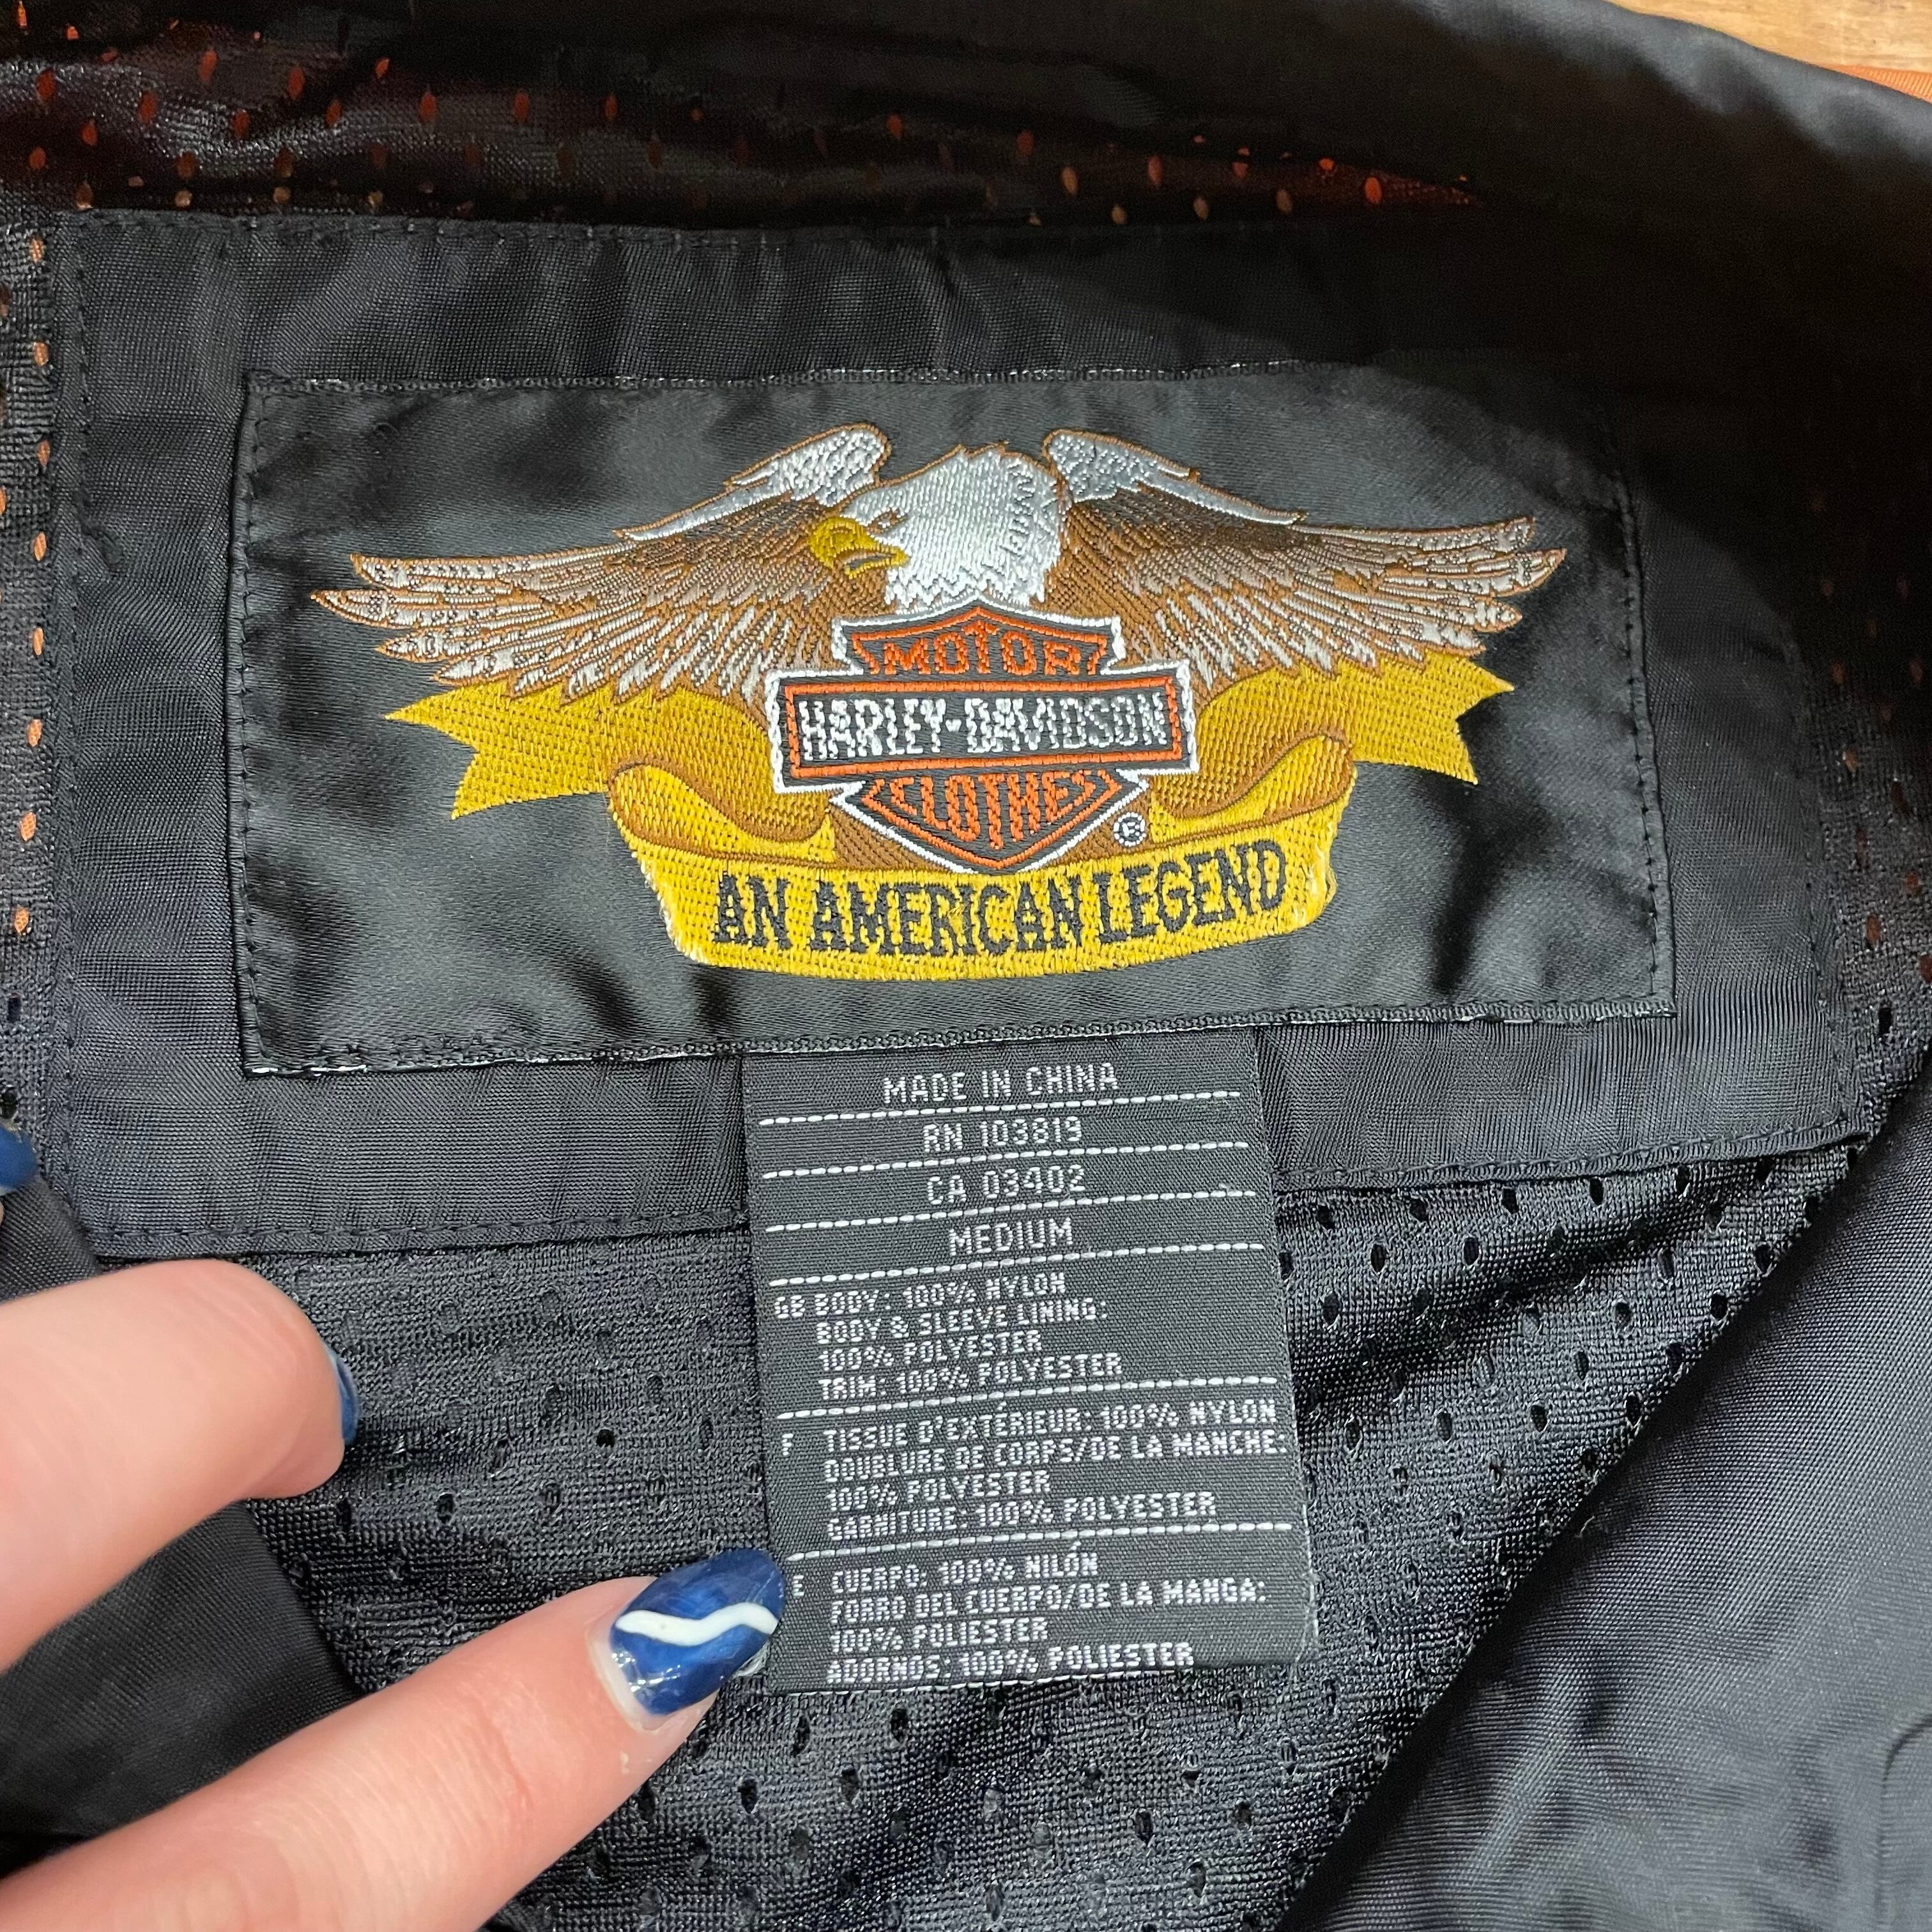 MOTOR
HARLEY-DAVIDSON
CLOTHES
®
AN AMERICAN LEGEND
MADE IN CHINA
RN 103819
CA 03402
MEDIUM
GB BODY: 100% NYLON
BODY & SLEEVE LINING:
100% POLYESTER
TRIM: 100% POLYESTER
F TISSUE D'EXTÉRIEUR: 100% NYLON
DOUBLURE DE CORPS/DE LA MANCHE:
100% POLYESTER
GARNITURE: 100% POLYESTER
E CUERPO: 100% NILÓN
FORRO DEL CUERPO/DE LA MANGA:
100% POLIESTER
ADORNOS: 100% POLIESTER